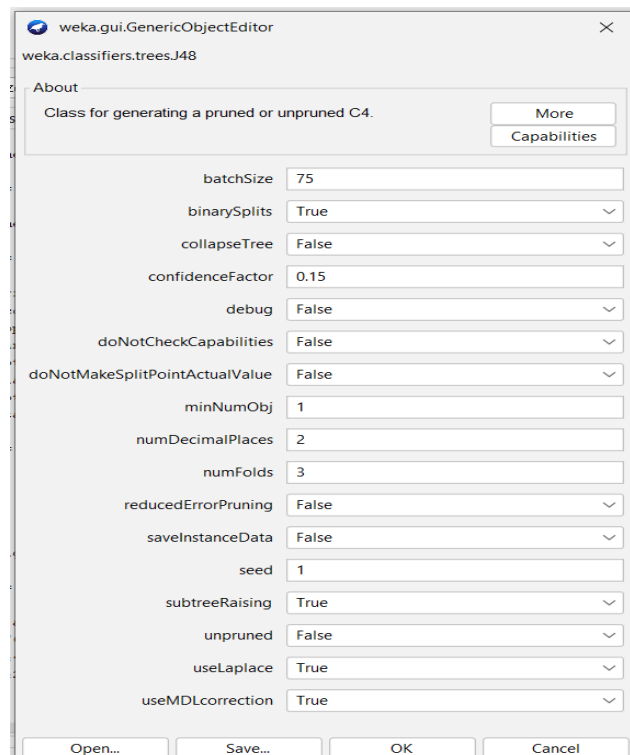 weka.gui.GenericObjectEditor
weka.classifiers.trees.J48
About
Class for generating a pruned or unpruned C4.
More
Capabilities
batchSize 75
binarySplits True
collapseTree False
confidenceFactor 0.15
debug False
doNotCheckCapabilities False
doNotMakeSplitPointActualValue False
minNumObj 1
numDecimalPlaces 2
numFolds 3
reducedErrorPruning False
saveInstanceData False
seed 1
subtreeRaising True
unpruned False
useLaplace True
useMDLcorrection True
Open... Save... OK Cancel